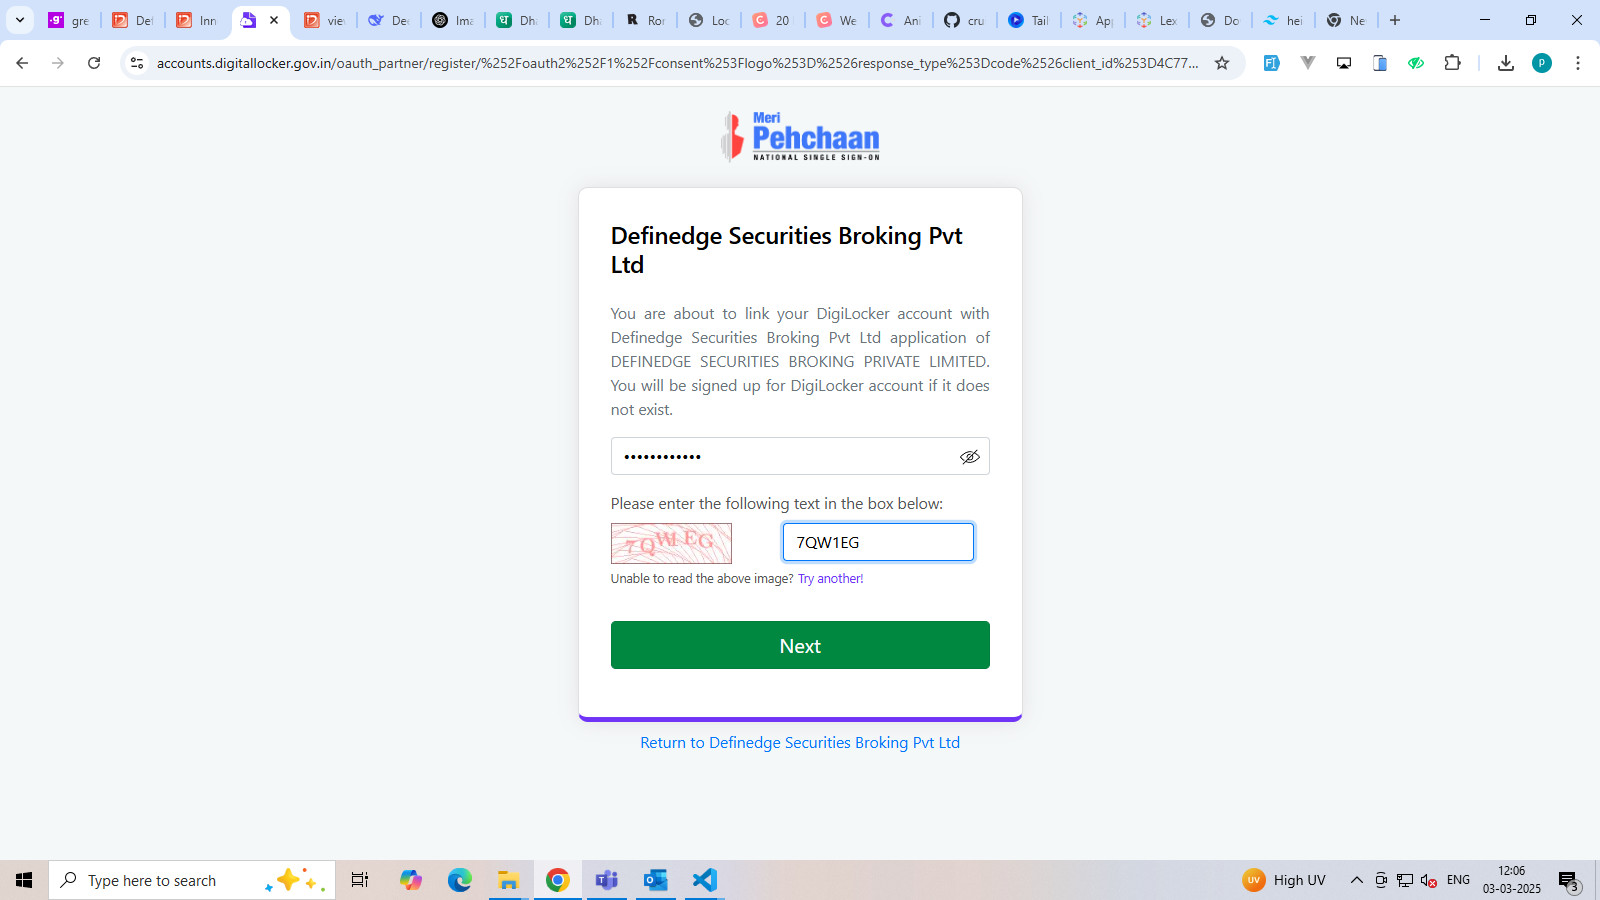 gre
Def
Inn
viev
Dee
Ima
Dha
Dha
Ror
Loc
20
We
Ani
cru
Tail
App
Lex
Do
hei
Ne
accounts.digitallocker.gov.in/oauth_partner/register/%252Foauth2%252F1%252Fconsent%253Flogo%253D%2526response_type%253Dcode%2526client_id%253D4C77...
Meri
Pehchaan
NATIONAL SINGLE SIGN-ON
Definedge Securities Broking Pvt
Ltd
You are about to link your DigiLocker account with
Definedge Securities Broking Pvt Ltd application of
DEFINEDGE SECURITIES BROKING PRIVATE LIMITED.
You will be signed up for DigiLocker account if it does
not exist.
••••••••••••
Please enter the following text in the box below:
7QW1EG 7QW1EG
Unable to read the above image? Try another!
Next
Return to Definedge Securities Broking Pvt Ltd
Type here to search
UV High UV ENG 12:06
03-03-2025 3